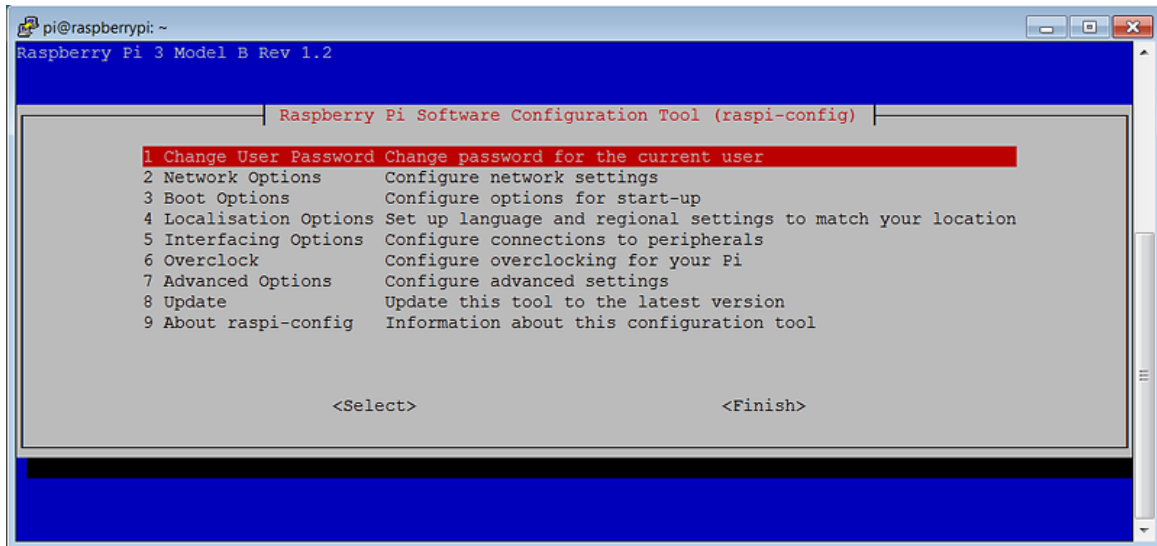 pi@raspberrypi: ~
Raspberry Pi 3 Model B Rev 1.2
Raspberry Pi Software Configuration Tool (raspi-config)
1 Change User Password Change password for the current user
2 Network Options Configure network settings
3 Boot Options Configure options for start-up
4 Localisation Options Set up language and regional settings to match your location
5 Interfacing Options Configure connections to peripherals
6 Overclock Configure overclocking for your Pi
7 Advanced Options Configure advanced settings
8 Update Update this tool to the latest version
9 About raspi-config Information about this configuration tool
<Select> <Finish>